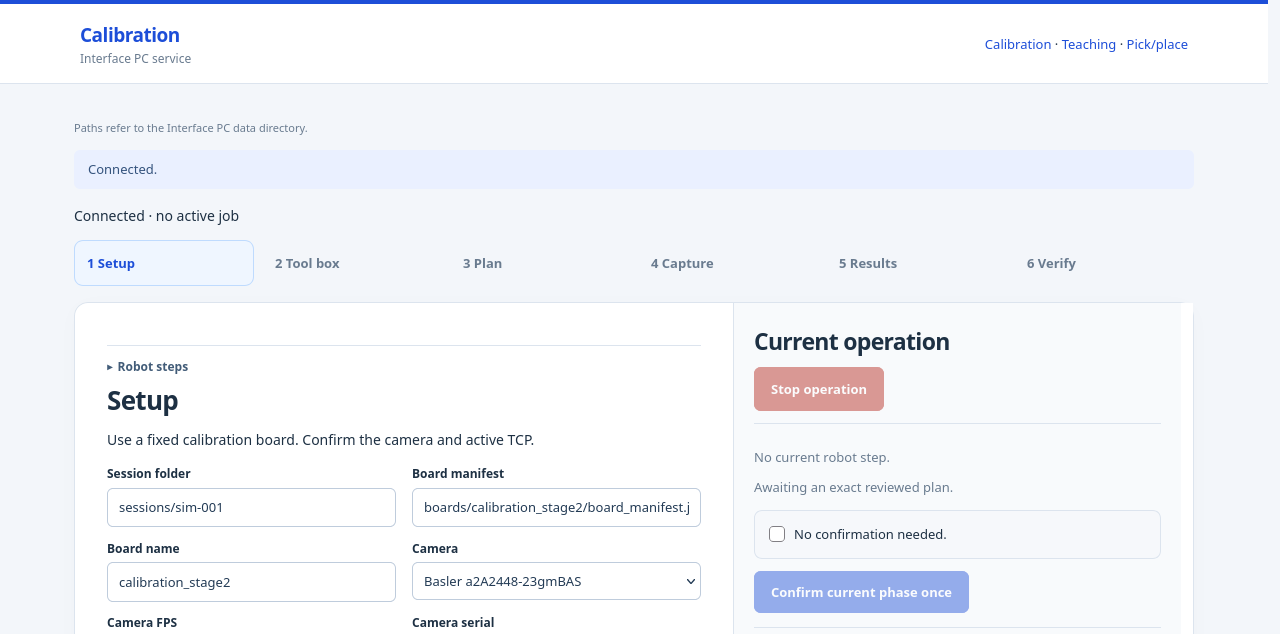 Calibration
Interface PC service
Calibration · Teaching · Pick/place
Paths refer to the Interface PC data directory.
Connected.
Connected · no active job
1 Setup
2 Tool box
3 Plan
4 Capture
5 Results
6 Verify
▸ Robot steps
Setup
Use a fixed calibration board. Confirm the camera and active TCP.
Session folder
Board manifest
sessions/sim-001
boards/calibration_stage2/board_manifest.j
Board name
Camera
calibration_stage2
Basler a2A2448-23gmBAS
Camera FPS
Camera serial
Current operation
Stop operation
No current robot step.
Awaiting an exact reviewed plan.
No confirmation needed.
Confirm current phase once